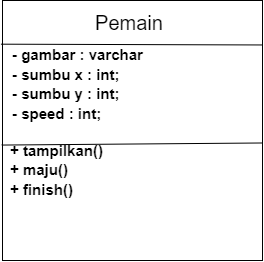 Pemain
- gambar : varchar
- sumbu x : int;
- sumbu y : int;
- speed : int;
+ tampilkan()
+ maju()
+ finish()